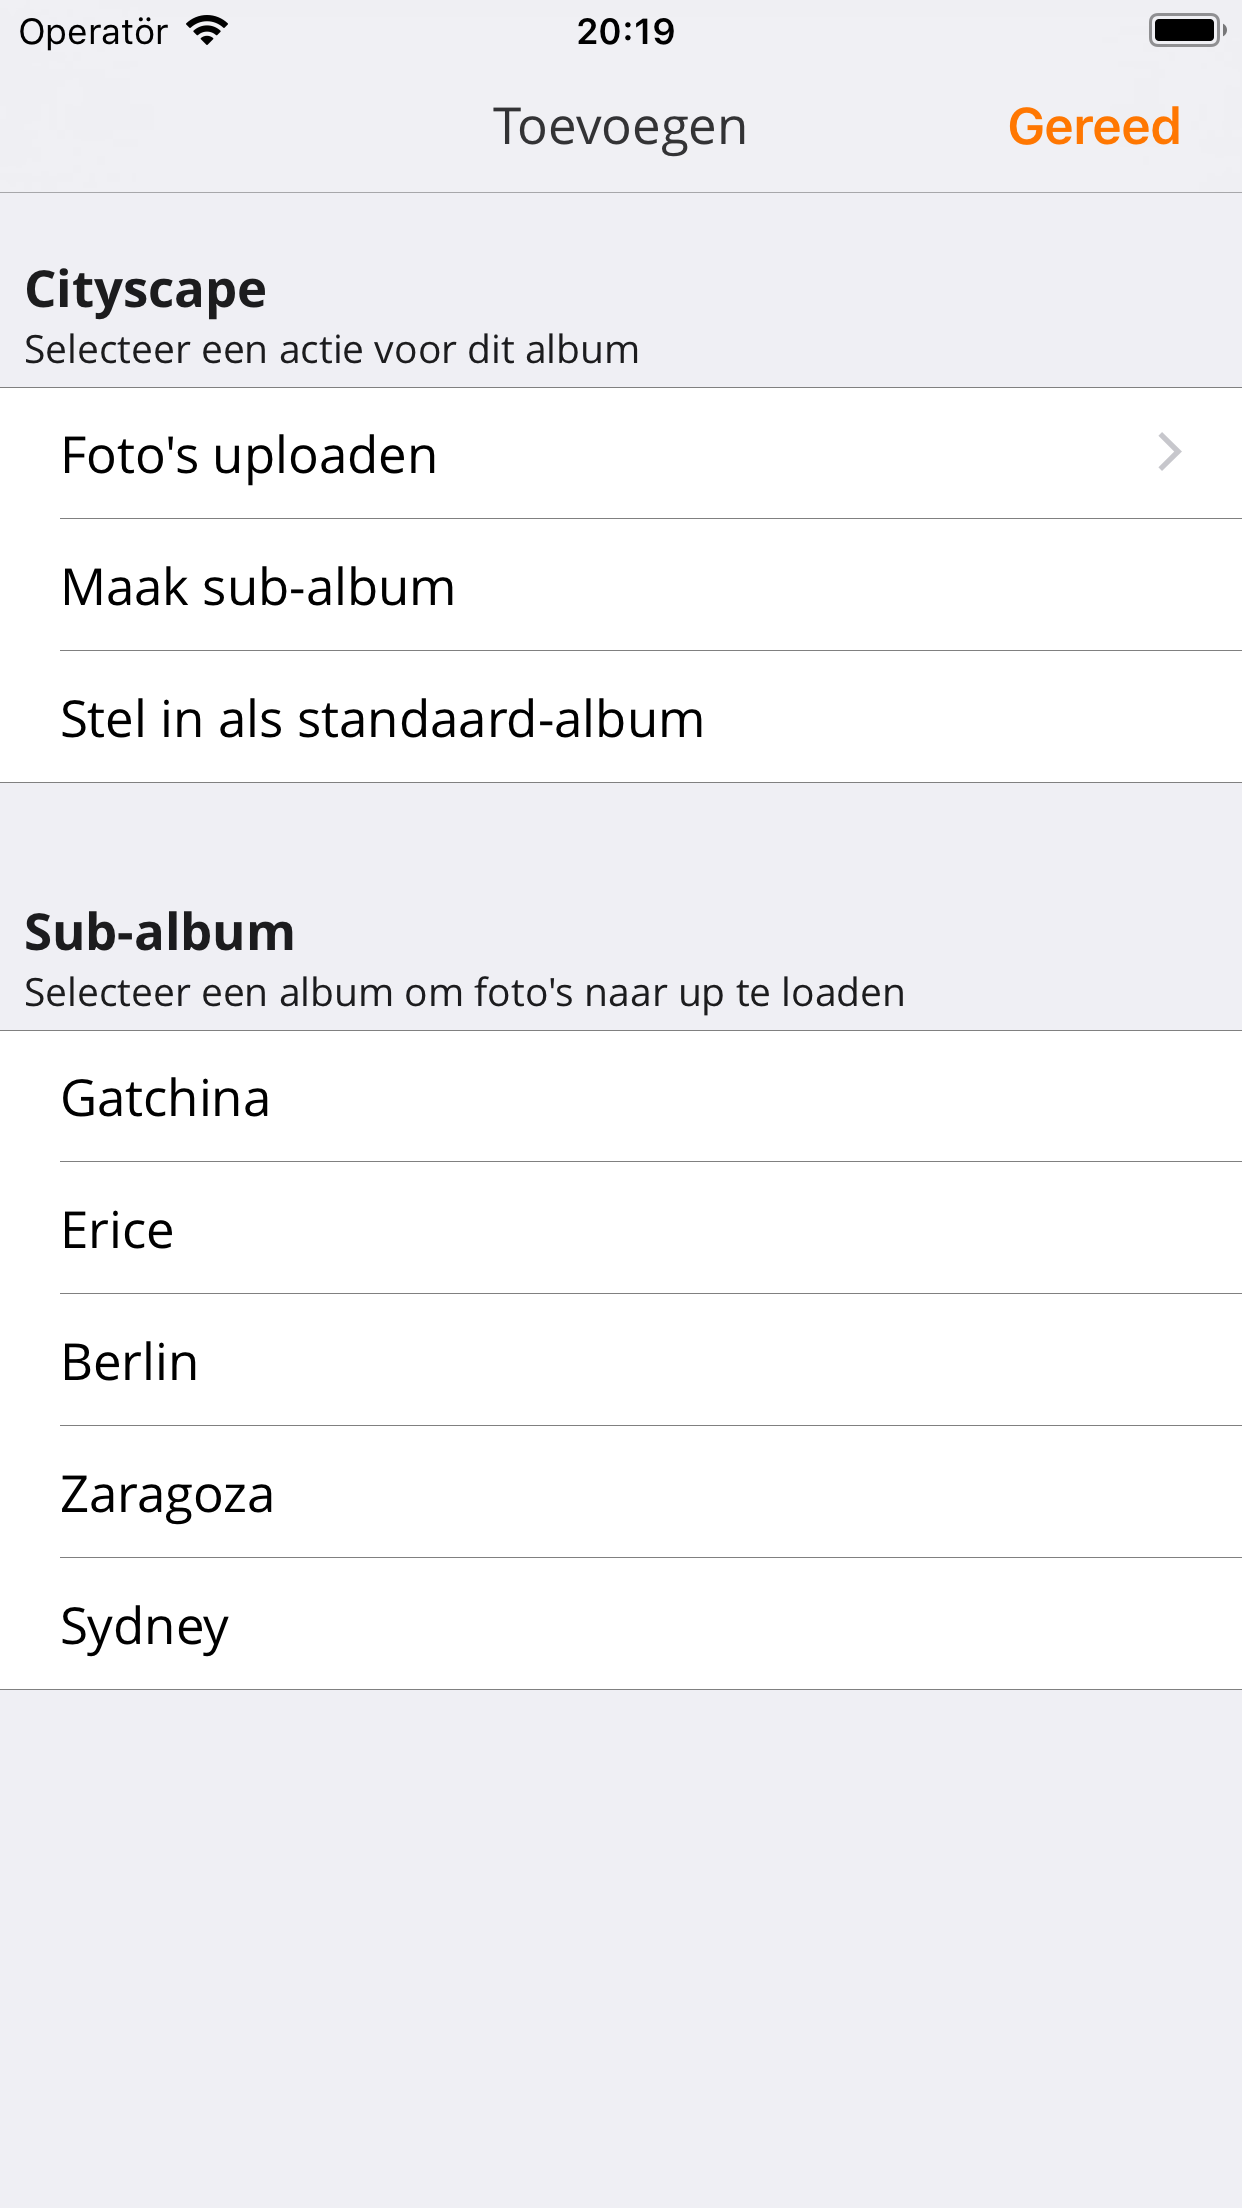 Operatör
20:19
Toevoegen
Gereed
Cityscape
Selecteer een actie voor dit album
Foto's uploaden
Maak sub-album
Stel in als standaard-album
Sub-album
Selecteer een album om foto's naar up te loaden
Gatchina
Erice
Berlin
Zaragoza
Sydney